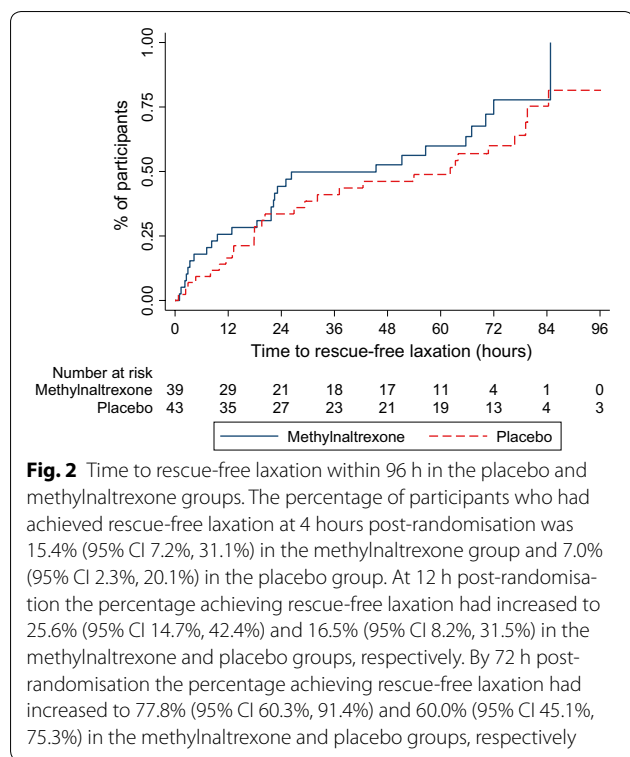 1.00
0.75
0.50
0.25
0.00
% of participants
0 12 24 36 48 60 72 84 96
Time to rescue-free laxation (hours)
Number at risk
Methylnaltrexone 39 29 21 18 17 11 4 1 0
Placebo 43 35 27 23 21 19 13 4 3
Methylnaltrexone Placebo
Fig. 2 Time to rescue-free laxation within 96 h in the placebo and
methylnaltrexone groups. The percentage of participants who had
achieved rescue-free laxation at 4 hours post-randomisation was
15.4% (95% CI 7.2%, 31.1%) in the methylnaltrexone group and 7.0%
(95% CI 2.3%, 20.1%) in the placebo group. At 12 h post-randomisa-
tion the percentage achieving rescue-free laxation had increased to
25.6% (95% CI 14.7%, 42.4%) and 16.5% (95% CI 8.2%, 31.5%) in the
methylnaltrexone and placebo groups, respectively. By 72 h post-
randomisation the percentage achieving rescue-free laxation had
increased to 77.8% (95% CI 60.3%, 91.4%) and 60.0% (95% CI 45.1%,
75.3%) in the methylnaltrexone and placebo groups, respectively